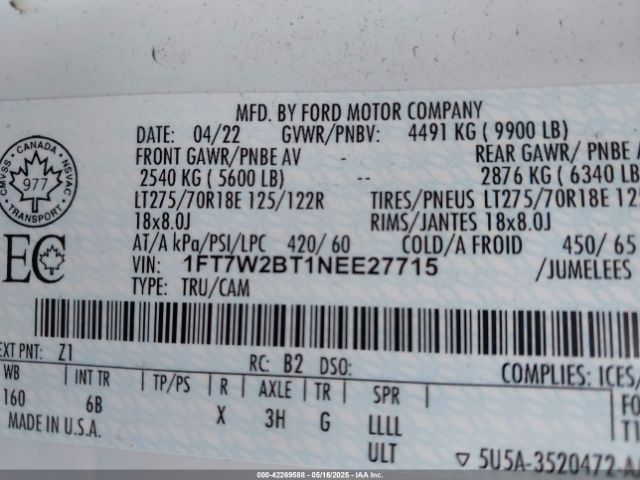 MFD. BY FORD MOTOR COMPANY
DATE: 04/22 GVWR/PNBV: 4491 KG ( 9900 LB)
FRONT GAWR/PNBE AV - REAR GAWR/ PNBE A
2540 KG ( 5600 LB) -- 2876 KG ( 6340 LB)
LT275/70R18E 125/122R TIRES/PNEUS LT275/70R18E 125
18x8.0J RIMS/JANTES 18x8.0J
AT/A kPa/PSI/LPC 420/ 60 COLD/A FROID 450/ 65
VIN: 1FT7W2BT1NEE27715 /JUMELEES
TYPE: TRU/CAM
CANADA
CMVSS NSVAC
977
TRANSPORT
EC
EXT PNT: Z1 RC: B2 DSO:
COMPLIES: ICES/
WB INT TR TP/PS R AXLE TR SPR
160 6B X 3H G LLLL
MADE IN U.S.A. ULT
5U5A-3520472-A
000-42269588 - 05/16/2025 - IAA Inc.